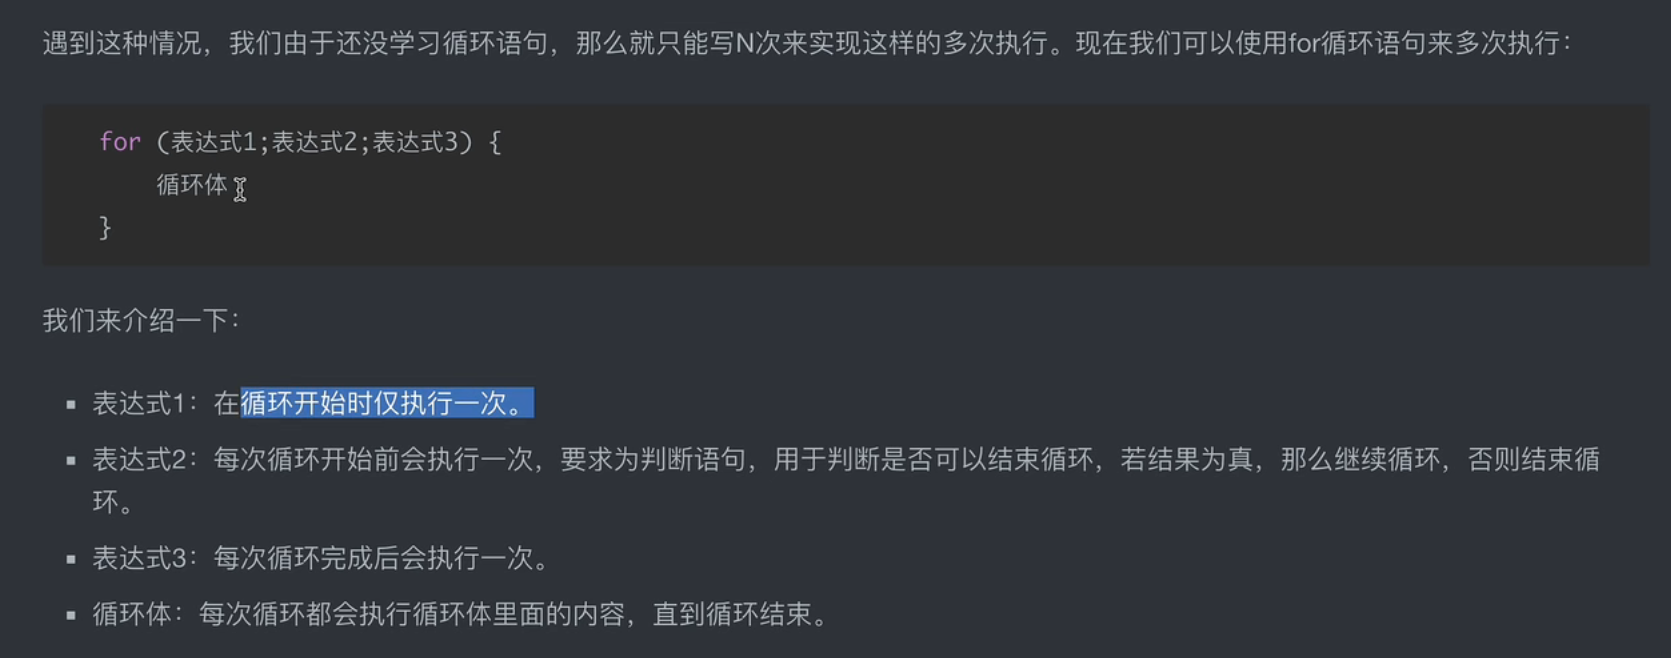 遇到这种情况，我们由于还没学习循环语句，那么就只能写N次来实现这样的多次执行。现在我们可以使用for循环语句来多次执行：
for (表达式1;表达式2;表达式3) {
循环体
}
我们来介绍一下：
▪ 表达式1：在循环开始时仅执行一次。
▪ 表达式2：每次循环开始前会执行一次，要求为判断语句，用于判断是否可以结束循环，若结果为真，那么继续循环，否则结束循
环。
▪ 表达式3：每次循环完成后会执行一次。
▪ 循环体：每次循环都会执行循环体里面的内容，直到循环结束。